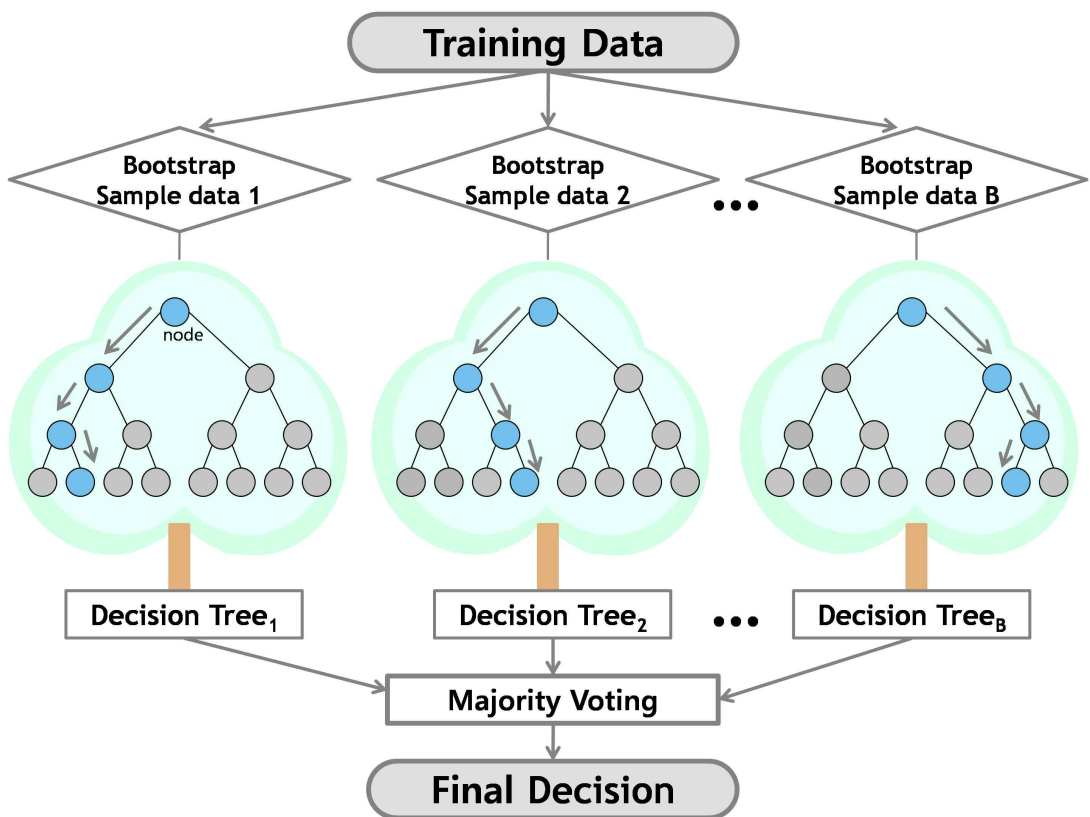 Training Data
Bootstrap
Sample data 1
Bootstrap
Sample data 2
...
Bootstrap
Sample data B
node
Decision Tree₁
Decision Tree₂
...
Decision Tree_B
Majority Voting
Final Decision